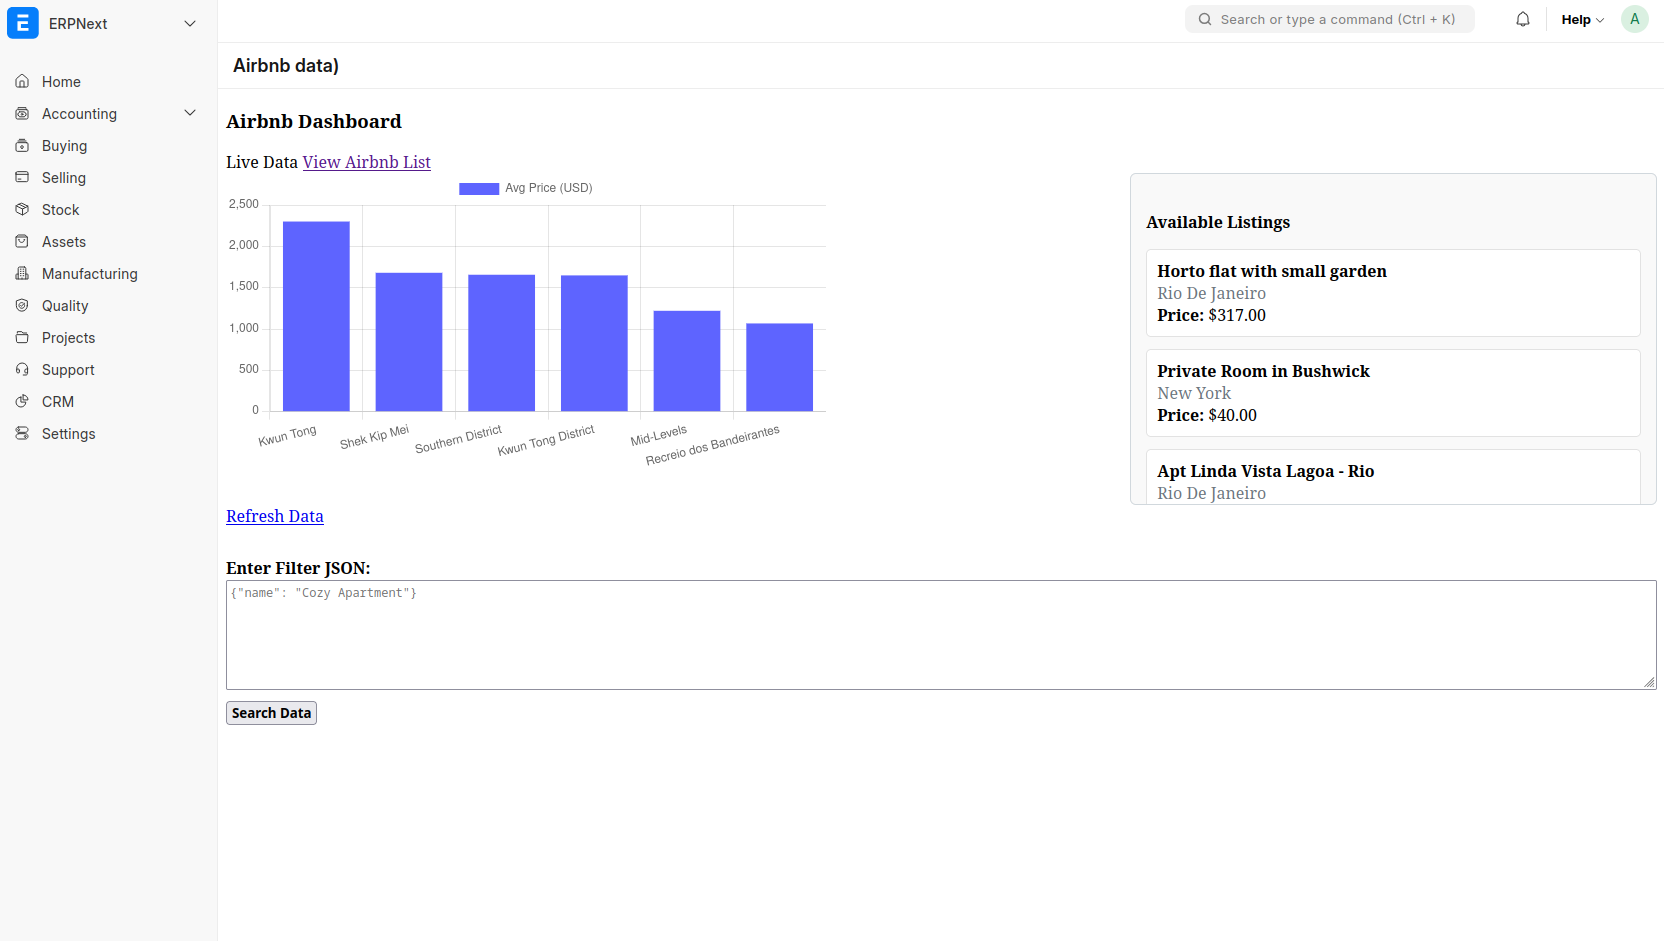 ERPNext
Search or type a command (Ctrl + K)
Help
A
Home
Accounting
Buying
Selling
Stock
Assets
Manufacturing
Quality
Projects
Support
CRM
Settings
Airbnb data)
Airbnb Dashboard
Live Data View Airbnb List
Avg Price (USD)
2,500
2,000
1,500
1,000
500
0
Kwun Tong
Shek Kip Mei
Southern District
Kwun Tong District
Mid-Levels
Recreio dos Bandeirantes
Available Listings
Horto flat with small garden
Rio De Janeiro
Price: $317.00
Private Room in Bushwick
New York
Price: $40.00
Apt Linda Vista Lagoa - Rio
Rio De Janeiro
Refresh Data
Enter Filter JSON:
{"name": "Cozy Apartment"}
Search Data